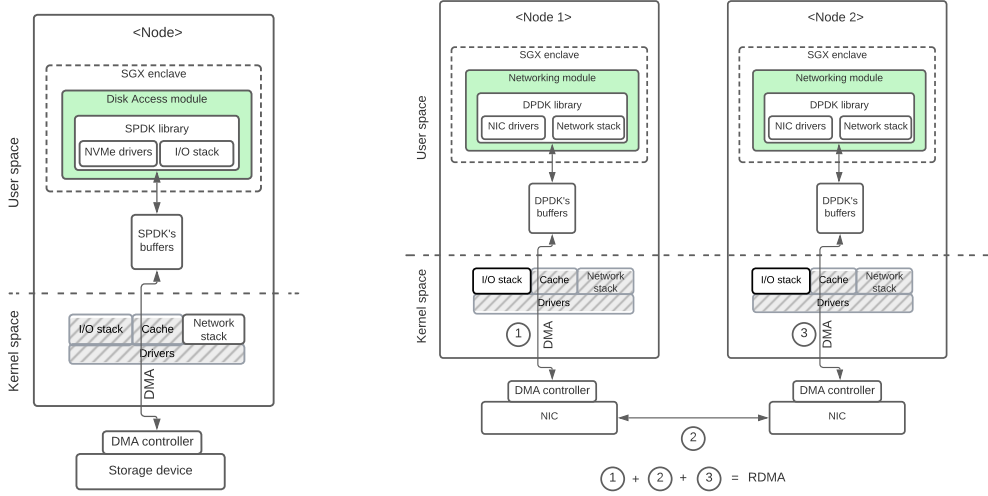 <Node>
SGX enclave
Disk Access module
SPDK library
NVMe drivers
I/O stack
User space
SPDK's
buffers
Kernel space
I/O stack
Cache
Network
stack
Drivers
DMA
DMA controller
Storage device
<Node 1>
SGX enclave
Networking module
DPDK library
NIC drivers
Network stack
User space
DPDK's
buffers
Kernel space
I/O stack
Cache
Network
stack
Drivers
1
DMA
DMA controller
NIC
<Node 2>
SGX enclave
Networking module
DPDK library
NIC drivers
Network stack
DPDK's
buffers
I/O stack
Cache
Network
stack
Drivers
3
DMA
DMA controller
NIC
2
1 + 2 + 3 = RDMA